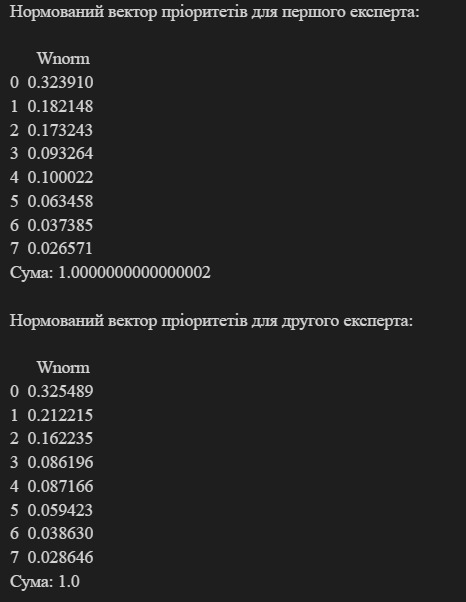 Нормований вектор пріоритетів для першого експерта:
Wnorm
0 0.323910
1 0.182148
2 0.173243
3 0.093264
4 0.100022
5 0.063458
6 0.037385
7 0.026571
Сума: 1.0000000000000002
Нормований вектор пріоритетів для другого експерта:
Wnorm
0 0.325489
1 0.212215
2 0.162235
3 0.086196
4 0.087166
5 0.059423
6 0.038630
7 0.028646
Сума: 1.0